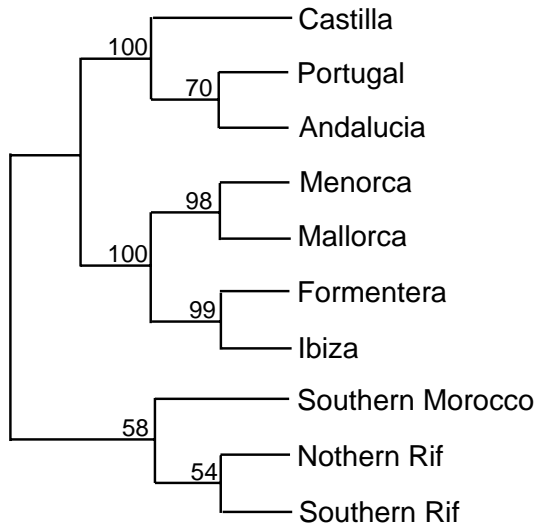 Castilla
100
Portugal
70
Andalucia
Menorca
98
Mallorca
100
Formentera
99
Ibiza
Southern Morocco
58
Nothern Rif
54
Southern Rif